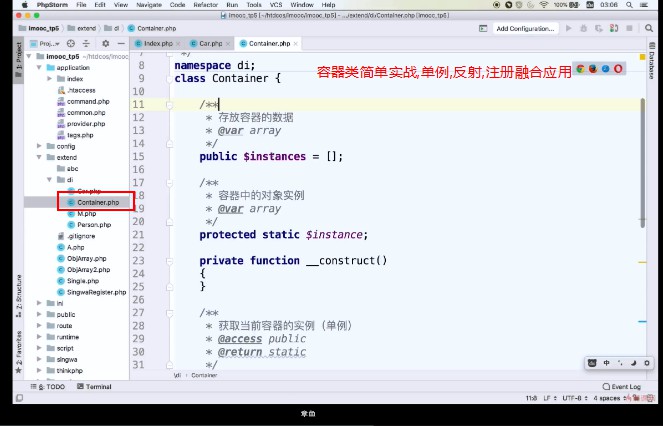 PhpStorm File Edit View Navigate Code Refactor Run Tools VCS Window Help 100% 03:06
imooc_tp5 [~/htdocs/imooc/imooc_tp5] - .../extend/di/Container.php
imooc_tp5 extend di Container.php Add Configuration...
Proj... Index.php Car.php Container.php
1: Project
Database
imooc_tp5 ~/htdocs/imooc
application
index
.htaccess
command.php
common.php
provider.php
tags.php
config
extend
abc
di
Car.php
Container.php
M.php
Person.php
.gitignore
A.php
ObjArray.php
ObjArray2.php
Single.php
SingwaRegister.php
ini
public
route
runtime
script
singwa
thinkphp
Z: Structure
2: Favorites
容器类简单实战,单例,反射,注册融合应用
7 */
8 namespace di;
9 class Container {
10
11 /**
12 * 存放容器的数据
13 * @var array
14 */
15 public $instances = [];
16
17 /**
18 * 容器中的对象实例
19 * @var array
20 */
21 protected static $instance;
22
23 private function __construct()
24 {
25 }
26
27 /**
28 * 获取当前容器的实例（单例）
29 * @access public
30 * @return static
31 */
\di › Container
中
6: TODO Terminal Event Log
11:8 LF UTF-8 4 spaces
章鱼